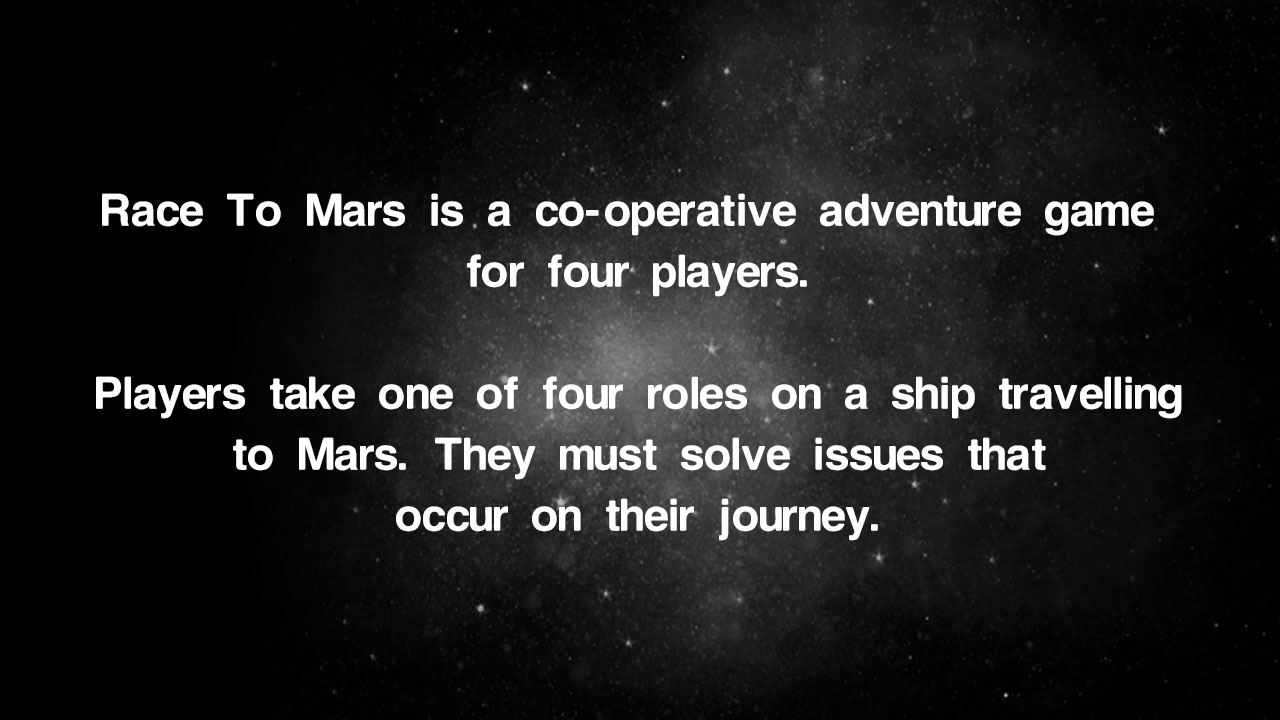 Race To Mars is a co-operative adventure game
for four players.
Players take one of four roles on a ship travelling
to Mars. They must solve issues that
occur on their journey.